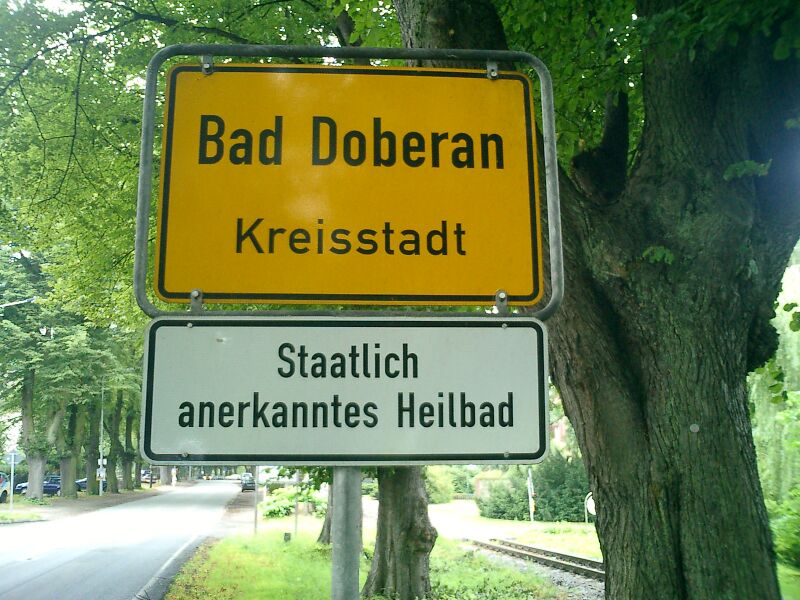 Bad Doberan
Kreisstadt
Staatlich
anerkanntes Heilbad